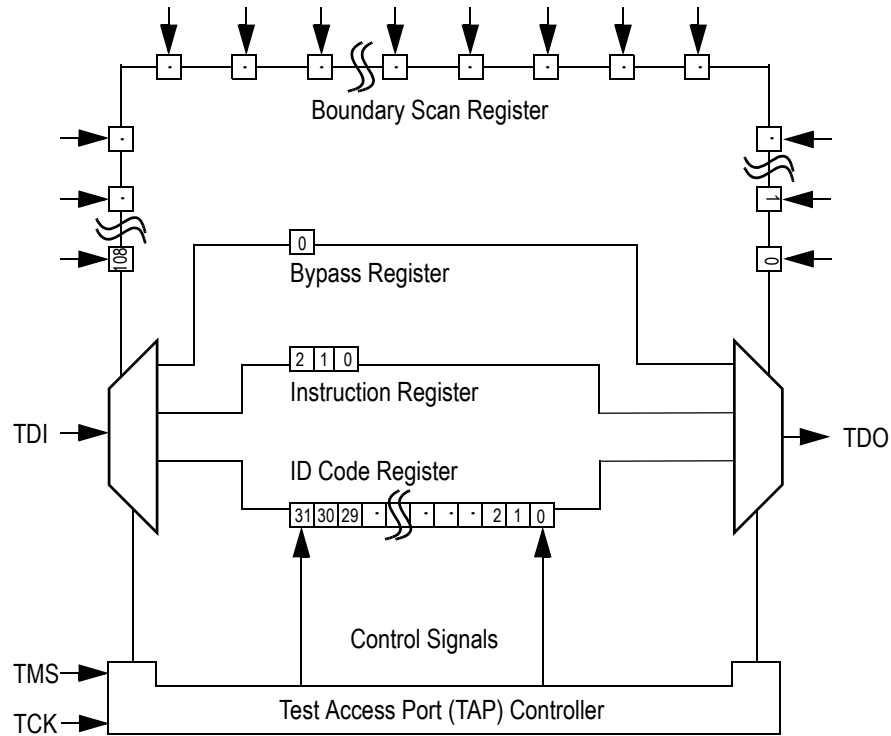 · · · · · · · ·
Boundary Scan Register
· ·
· 1
108 0
0
Bypass Register
2 1 0
Instruction Register
TDI
TDO
ID Code Register
31 30 29 · · · · · 2 1 0
Control Signals
TMS
Test Access Port (TAP) Controller
TCK